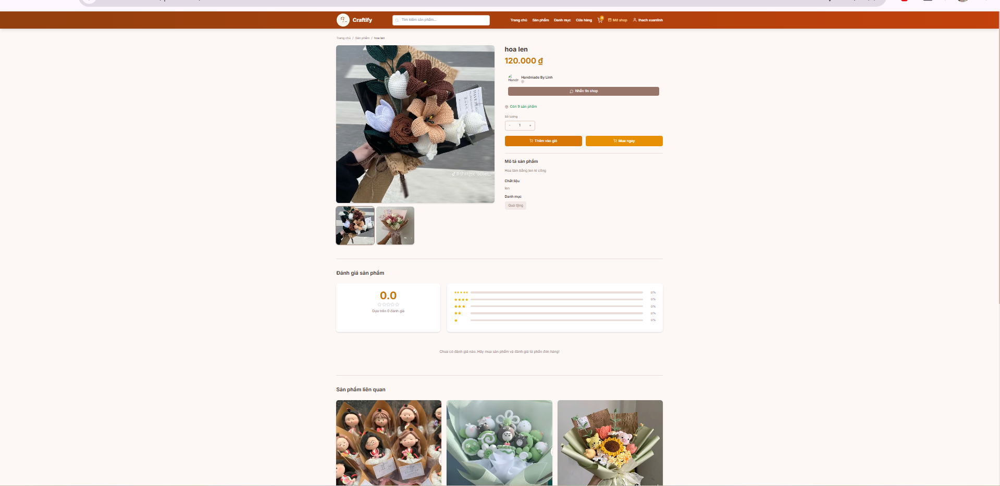 Craftify
Tìm kiếm sản phẩm...
Trang chủ
Sản phẩm
Danh mục
Cửa hàng
Mở shop
thach xuanlinh
Trang chủ / Sản phẩm / hoa len
hoa len
120.000 ₫
Handmade By Linh
Nhắn tin shop
Còn 9 sản phẩm
Số lượng
- 1 +
Thêm vào giỏ
Mua ngay
Mô tả sản phẩm
Hoa làm bằng len kì công
Chất liệu
len
Danh mục
Quà tặng
Đánh giá sản phẩm
0.0
Dựa trên 0 đánh giá
0%
0%
0%
0%
0%
Chưa có đánh giá nào. Hãy mua sản phẩm và đánh giá từ phần đơn hàng!
Sản phẩm liên quan